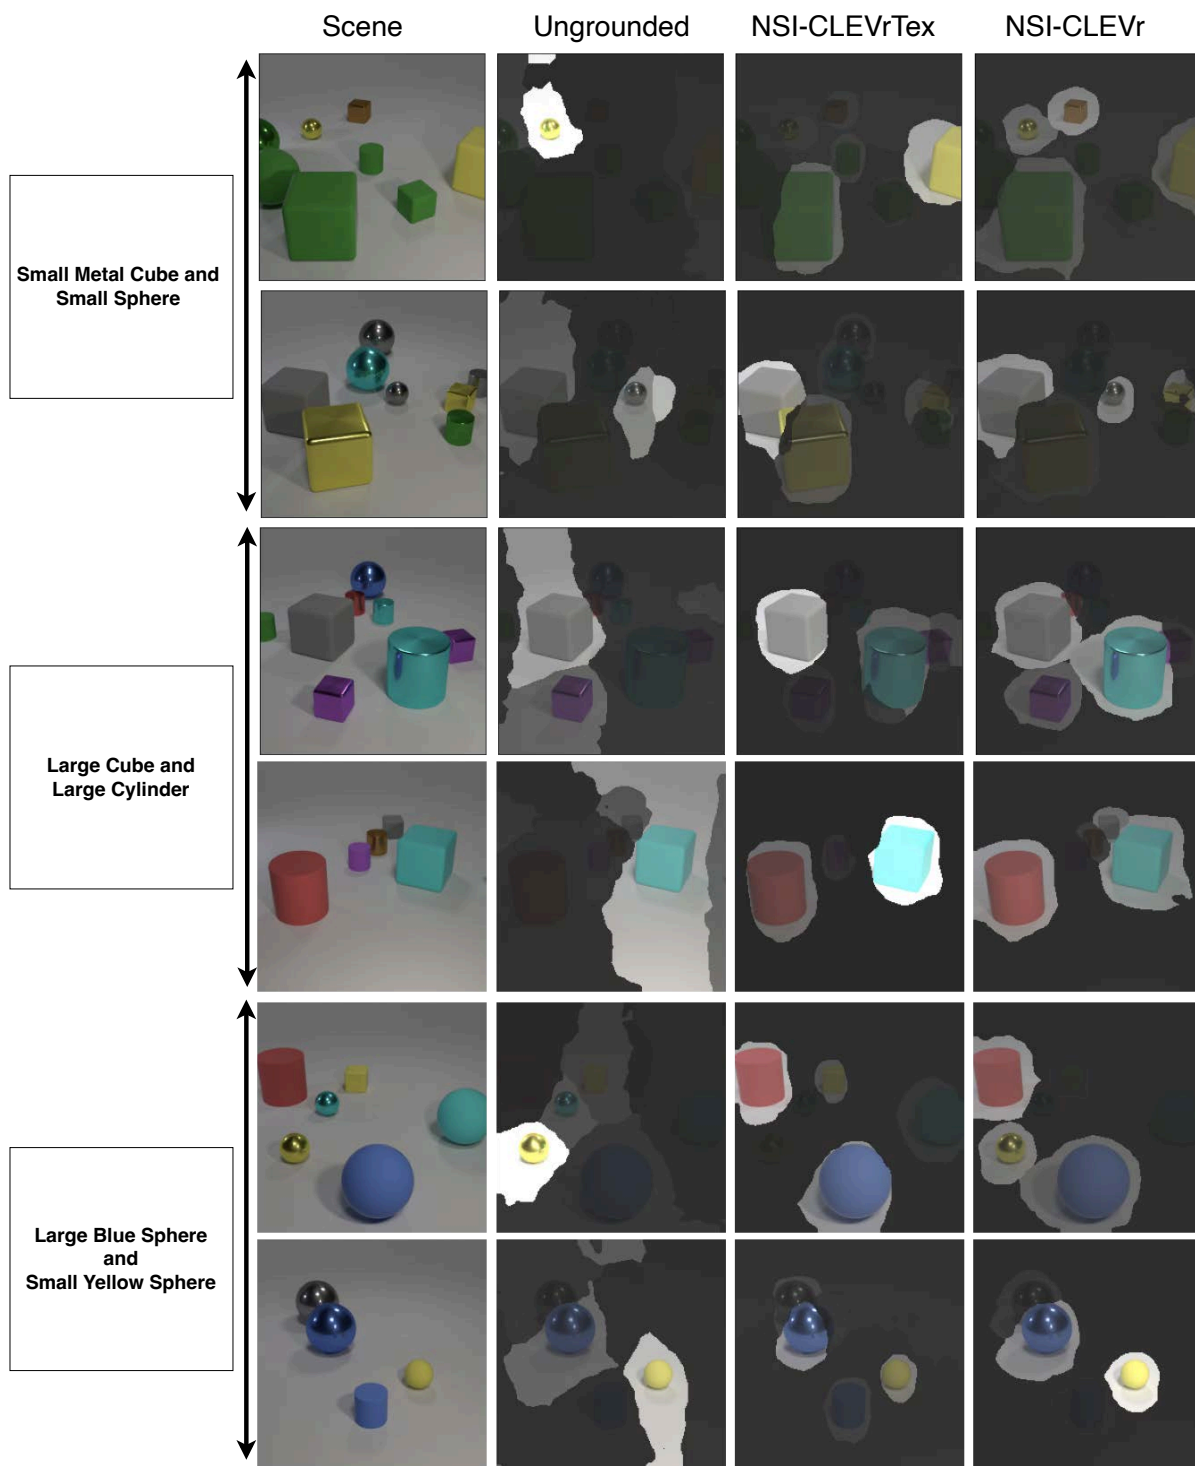 Scene Ungrounded NSI-CLEVrTex NSI-CLEVr
Small Metal Cube and
Small Sphere
Large Cube and
Large Cylinder
Large Blue Sphere
and
Small Yellow Sphere